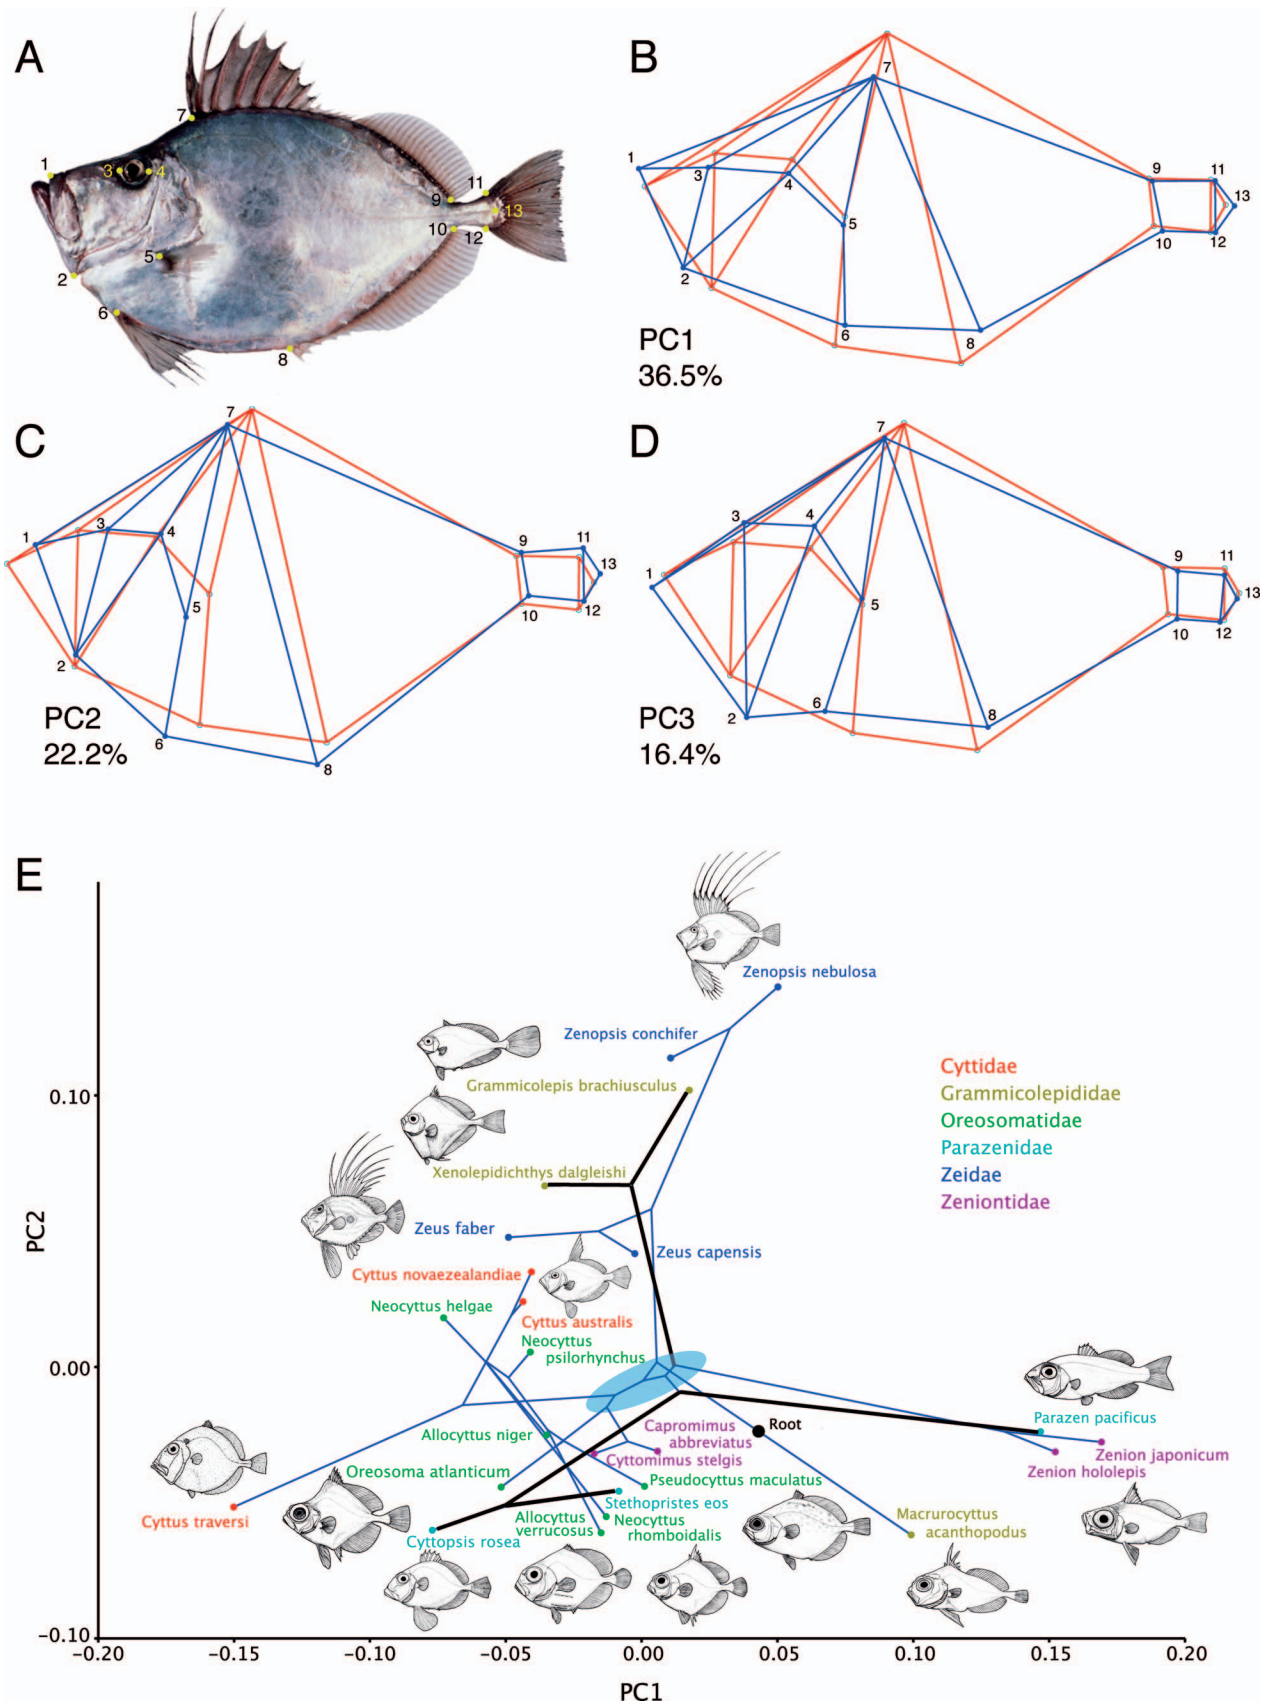 A
1
2
3
4
5
6
7
8
9
10
11
12
13
B
1
2
3
4
5
6
7
8
9
10
11
12
13
PC1
36.5%
C
1
2
3
4
5
6
7
8
9
10
11
12
13
PC2
22.2%
D
1
2
3
4
5
6
7
8
9
10
11
12
13
PC3
16.4%
E
Zenopsis nebulosa
Zenopsis conchifer
Grammicolepis brachiusculus
Xenolepidichthys dalgleishi
Zeus faber
Zeus capensis
Cyttus novaezealandiae
Neocyttus helgae
Cyttus australis
Neocyttus
psilorhynchus
Allocyttus niger
Oreosoma atlanticum
Capromimus
abbreviatus
Cyttomimus stelgis
Pseudocyttus maculatus
Stethopristes eos
Allocyttus
verrucosus
Neocyttus
rhomboidalis
Cyttopsis rosea
Cyttus traversi
Root
Parazen pacificus
Zenion japonicum
Zenion hololepis
Macrurocyttus
acanthopodus
Cyttidae
Grammicolepididae
Oreosomatidae
Parazenidae
Zeidae
Zeniontidae
PC2
0.10
0.00
−0.10
−0.20
−0.15
−0.10
−0.05
0.00
0.05
0.10
0.15
0.20
PC1